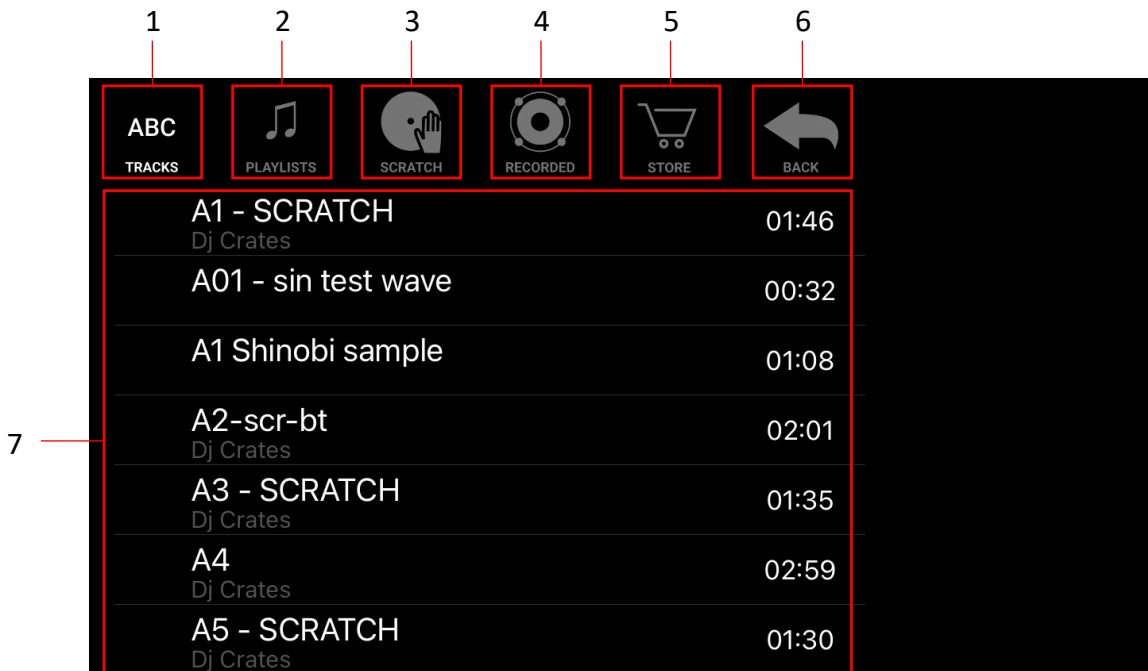 1 2 3 4 5 6
ABC
TRACKS PLAYLISTS SCRATCH RECORDED STORE BACK
A1 - SCRATCH 01:46
Dj Crates
A01 - sin test wave 00:32
A1 Shinobi sample 01:08
A2-scr-bt 02:01
Dj Crates
7
A3 - SCRATCH 01:35
Dj Crates
A4 02:59
Dj Crates
A5 - SCRATCH 01:30
Dj Crates